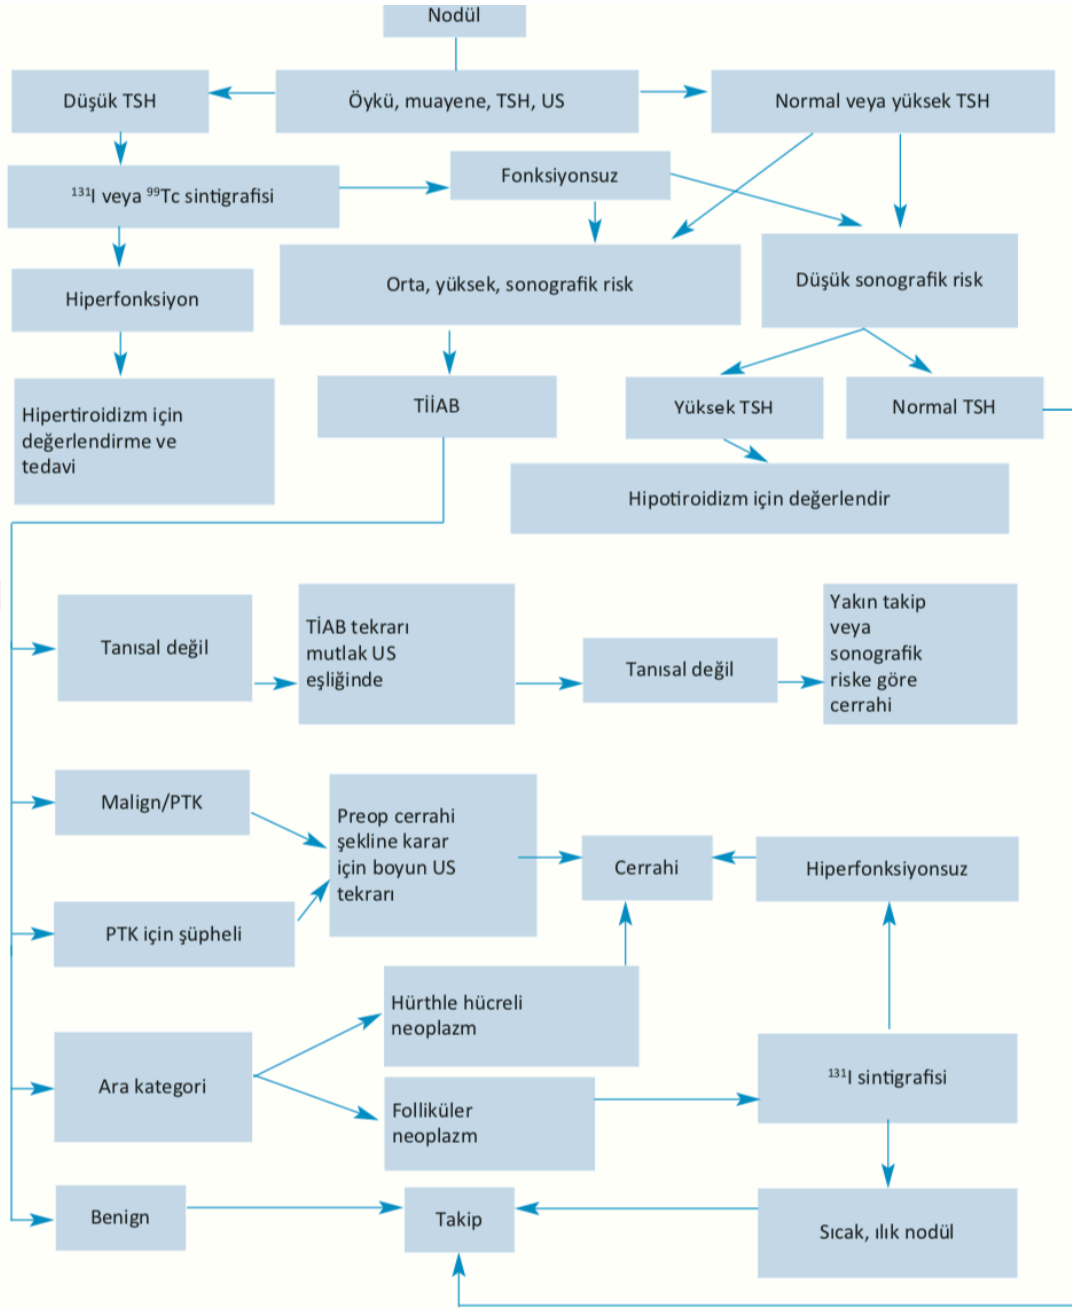 Nodül
Düşük TSH
Öykü, muayene, TSH, US
Normal veya yüksek TSH
¹³¹I veya ⁹⁹Tc sintigrafisi
Fonksiyonsuz
Hiperfonksiyon
Orta, yüksek, sonografik risk
Düşük sonografik risk
Hipertiroidizm için
değerlendirme ve
tedavi
TİİAB
Yüksek TSH
Normal TSH
Hipotiroidizm için değerlendir
Tanısal değil
TİAB tekrarı
mutlak US
eşliğinde
Tanısal değil
Yakın takip
veya
sonografik
riske göre
cerrahi
Malign/PTK
PTK için şüpheli
Preop cerrahi
şekline karar
için boyun US
tekrarı
Cerrahi
Hiperfonksiyonsuz
Ara kategori
Hürthle hücreli
neoplazm
Folliküler
neoplazm
¹³¹I sintigrafisi
Benign
Takip
Sıcak, ılık nodül